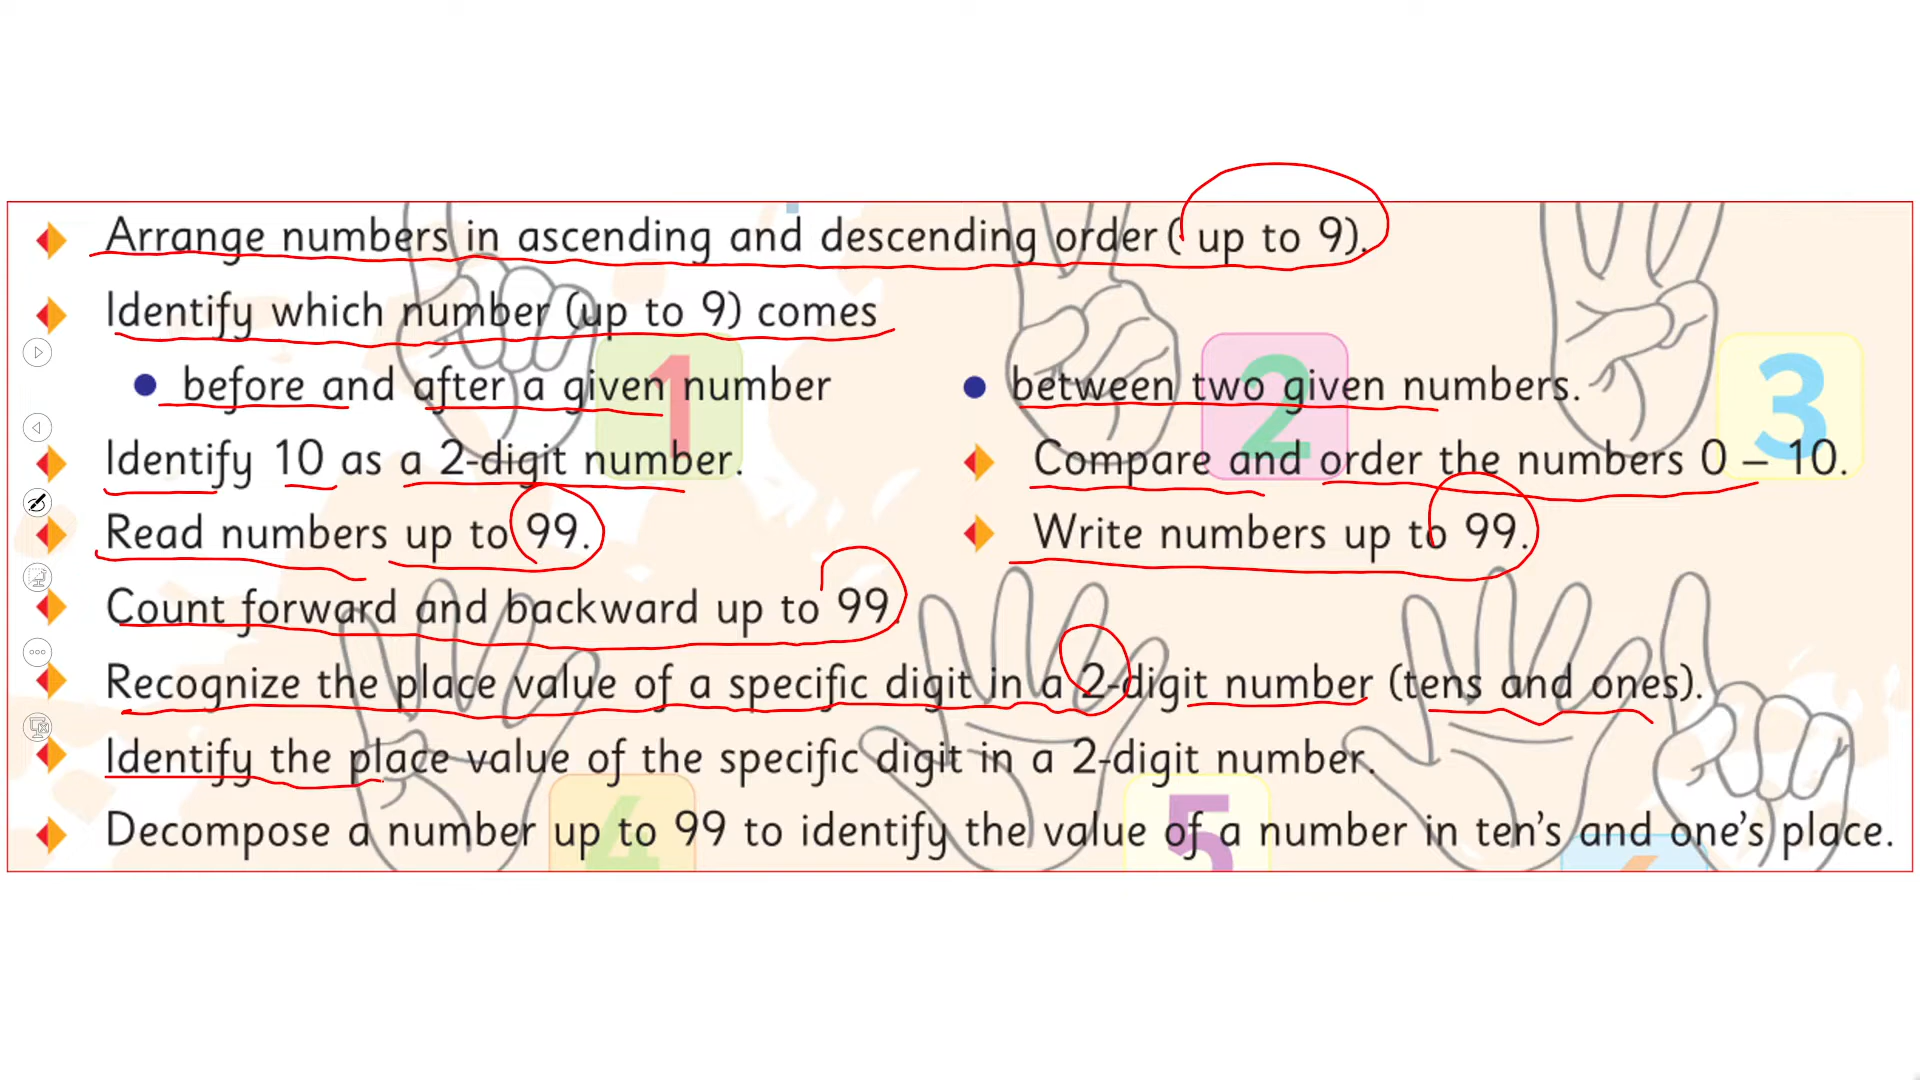 Arrange numbers in ascending and descending order ( up to 9).
Identify which number (up to 9) comes
before and after a given number
between two given numbers.
Identify 10 as a 2-digit number.
Compare and order the numbers 0 – 10.
Read numbers up to 99.
Write numbers up to 99.
Count forward and backward up to 99.
Recognize the place value of a specific digit in a 2-digit number (tens and ones).
Identify the place value of the specific digit in a 2-digit number.
Decompose a number up to 99 to identify the value of a number in ten's and one's place.
1
2
3
4
5